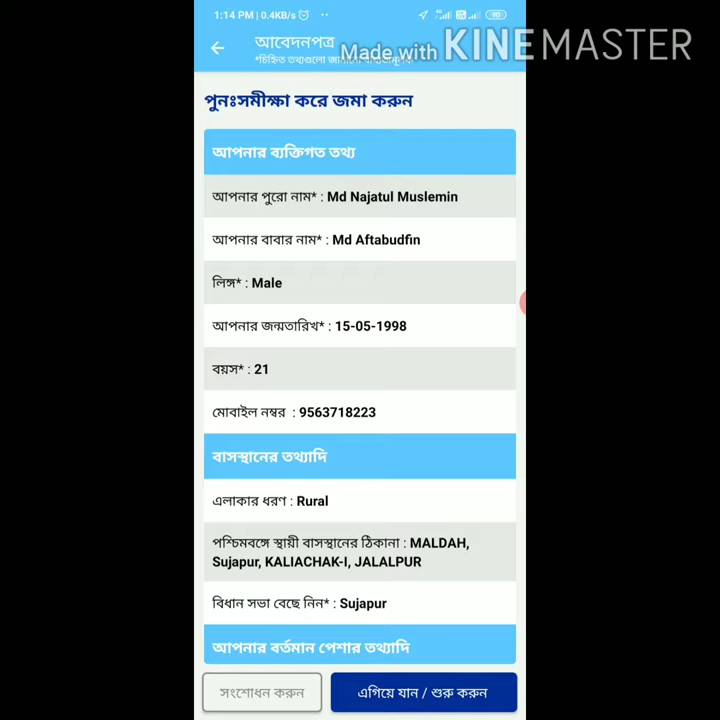 1:14 PM | 0.4KB/s
আবেদনপত্র
Made with KINEMASTER
*চিহ্নিত তথ্যগুলো
পুনঃসমীক্ষা করে জমা করুন
আপনার ব্যক্তিগত তথ্য
আপনার পুরো নাম* : Md Najatul Muslemin
আপনার বাবার নাম* : Md Aftabudfin
লিঙ্গ* : Male
আপনার জন্মতারিখ* : 15-05-1998
বয়স* : 21
মোবাইল নম্বর : 9563718223
বাসস্থানের তথ্যাদি
এলাকার ধরণ : Rural
পশ্চিমবঙ্গে স্থায়ী বাসস্থানের ঠিকানা : MALDAH,
Sujapur, KALIACHAK-I, JALALPUR
বিধান সভা বেছে নিন* : Sujapur
আপনার বর্তমান পেশার তথ্যাদি
সংশোধন করুন
এগিয়ে যান / শুরু করুন